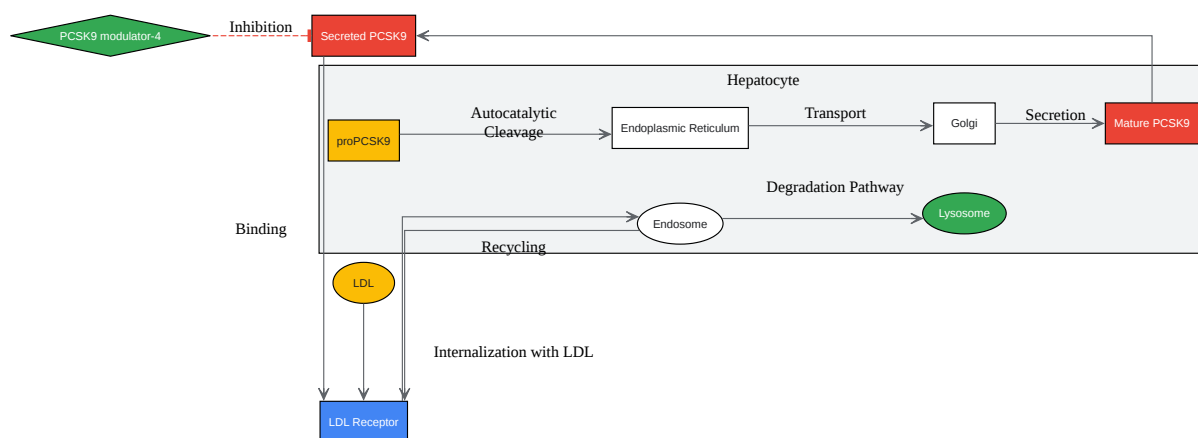 PCSK9 modulator-4
Inhibition
Secreted PCSK9
Hepatocyte
proPCSK9
Autocatalytic
Cleavage
Endoplasmic Reticulum
Transport
Golgi
Secretion
Mature PCSK9
Degradation Pathway
Lysosome
Endosome
Binding
Recycling
LDL
Internalization with LDL
LDL Receptor